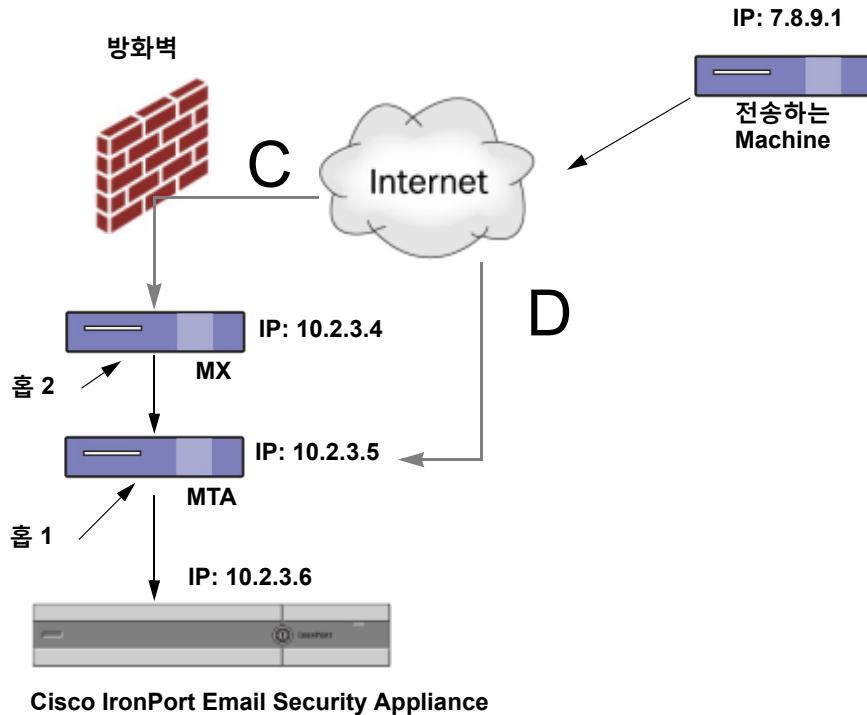 IP: 7.8.9.1
방화벽
전송하는
Machine
C
Internet
D
IP: 10.2.3.4
MX
홉 2
IP: 10.2.3.5
MTA
홉 1
IP: 10.2.3.6
IRONPORT
Cisco IronPort Email Security Appliance